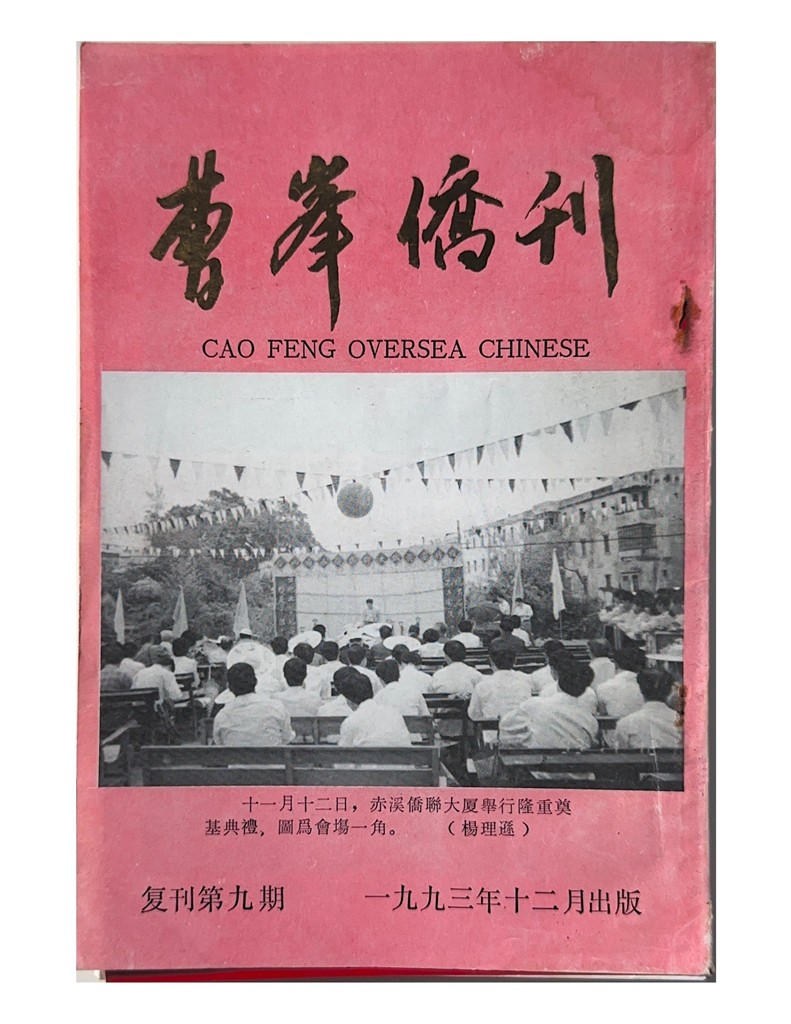 曹峯僑刊
CAO FENG OVERSEA CHINESE
十一月十二日，赤溪僑聯大厦舉行隆重奠
基典禮，圖爲會塲一角。　（楊理遜）
复刊第九期　一九九三年十二月出版